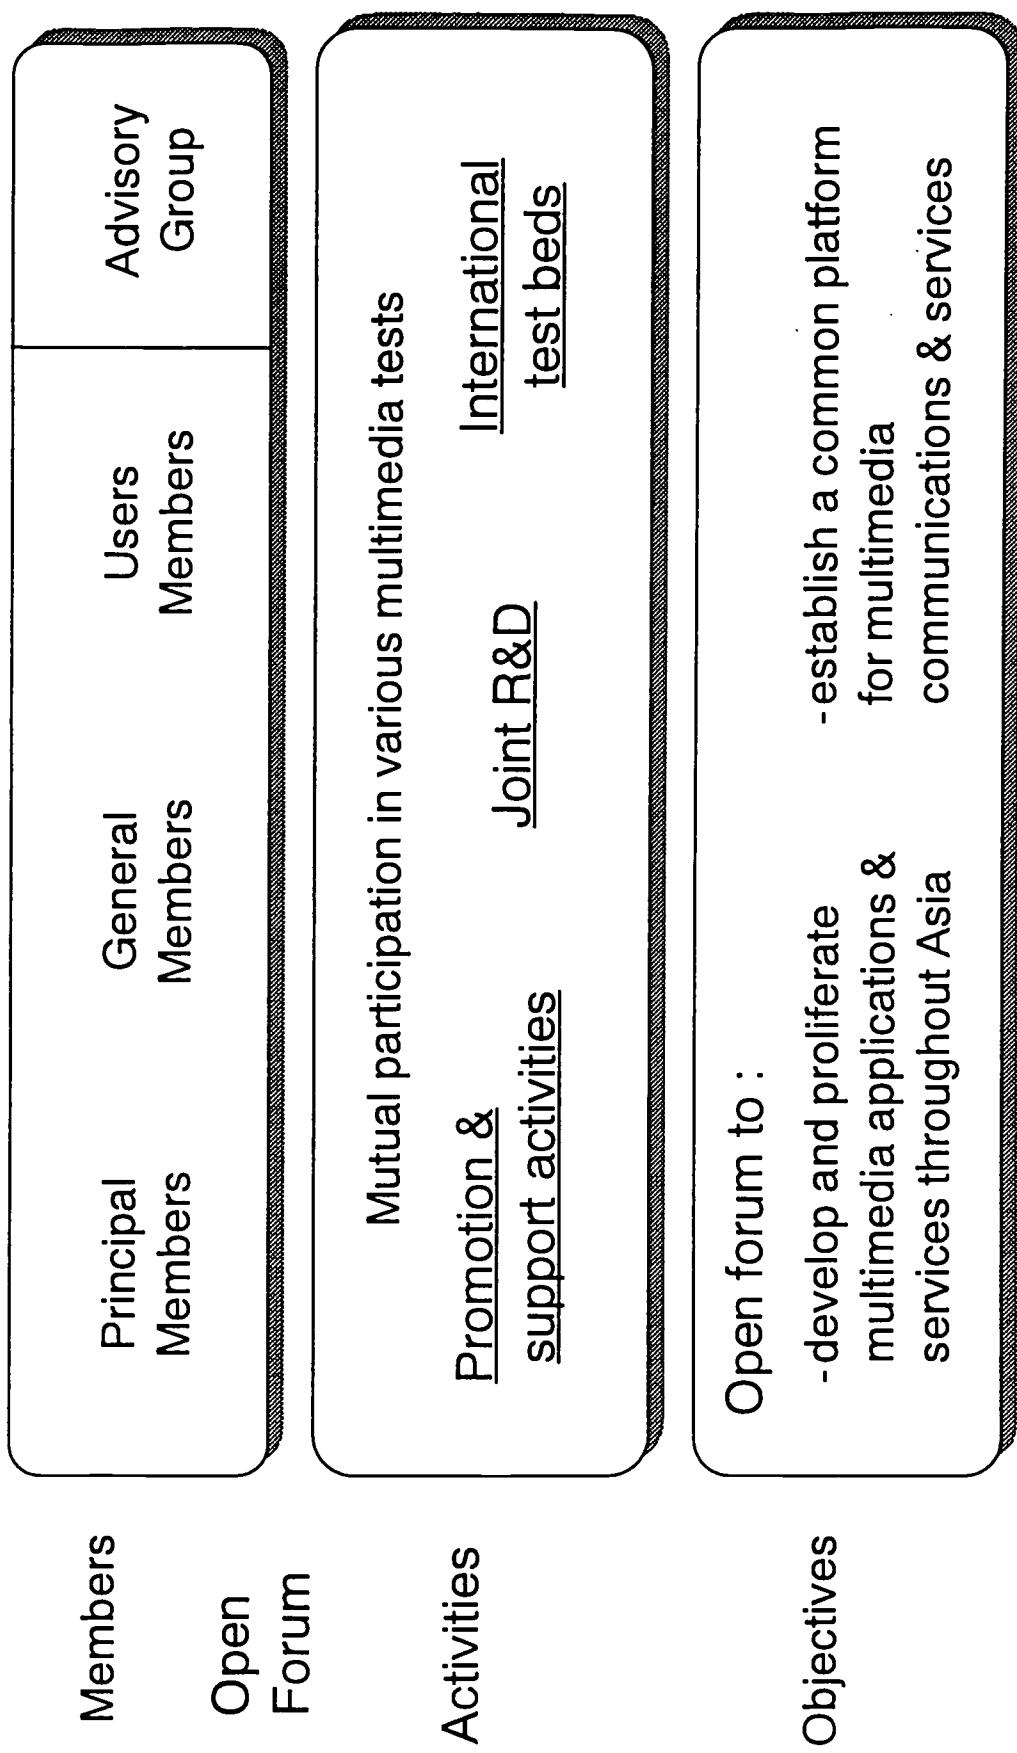 Members
Principal
Members
General
Members
Users
Members
Advisory
Group
Open
Forum
Activities
Mutual participation in various multimedia tests
Promotion &
support activities
Joint R&D
International
test beds
Objectives
Open forum to :
-develop and proliferate
multimedia applications &
services throughout Asia
-establish a common platform
for multimedia
communications & services